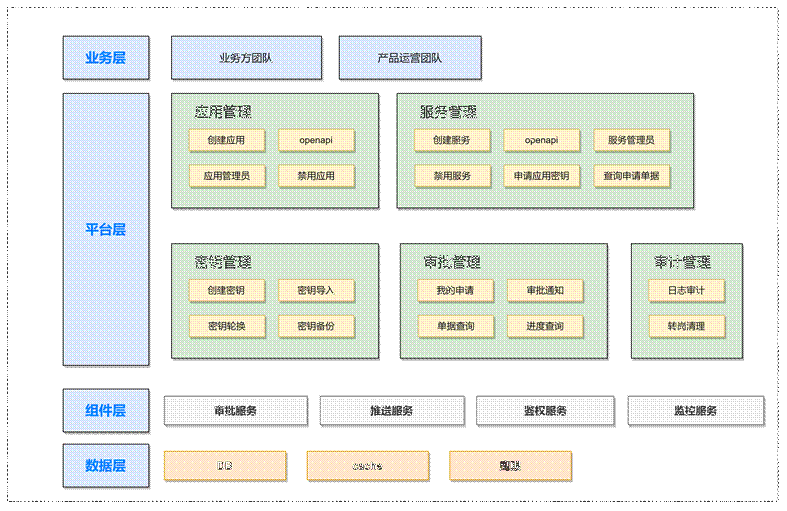 业务层
业务方团队
产品运营团队
平台层
应用管理
创建应用
openapi
应用管理员
禁用应用
服务管理
创建服务
openapi
服务管理员
禁用服务
申请应用密钥
查询申请单据
密钥管理
创建密钥
密钥导入
密钥轮换
密钥备份
审批管理
我的申请
审批通知
单据查询
进度查询
审计管理
日志审计
转岗清理
组件层
审批服务
推送服务
鉴权服务
监控服务
数据层
DB
cache